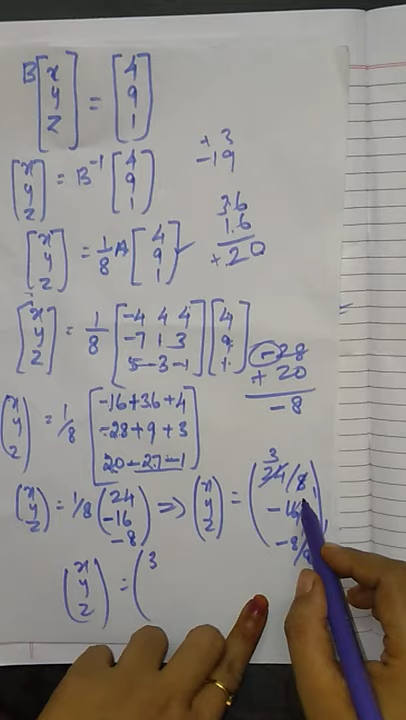 B[x y z] = [4 9 1]
+3
-19
[x y z] = B⁻¹ [4 9 1]
36
16
+20
[x y z] = 1/8 A [4 9 1]
[x y z] = 1/8 [-4 4 4
-7 1 3
5 -3 -1] [4 9 1]
-28
+ 20
-8
(x y z) = 1/8 [-16+36+4
-28+9+3
20-27-1]
(x y z) = 1/8 (24 -16 -8) => (x y z) = (24/8 3
-16
-8/
(x y z) = ( 3